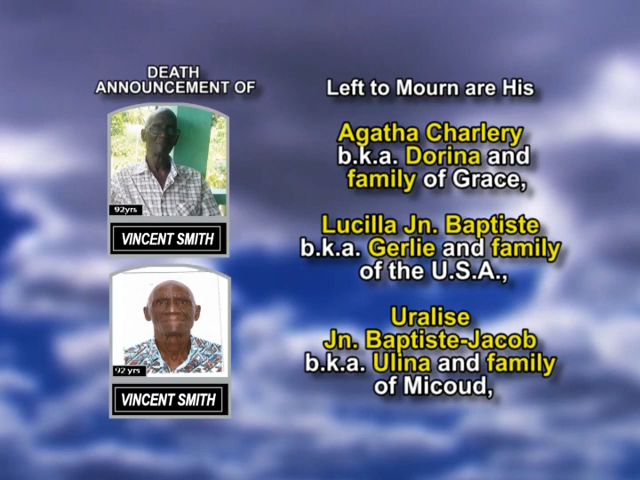 DEATH
ANNOUNCEMENT OF
92yrs
VINCENT SMITH
92 yrs
VINCENT SMITH
Left to Mourn are His
Agatha Charlery
b.k.a. Dorina and
family of Grace,
Lucilla Jn. Baptiste
b.k.a. Gerlie and family
of the U.S.A.,
Uralise
Jn. Baptiste-Jacob
b.k.a. Ulina and family
of Micoud,